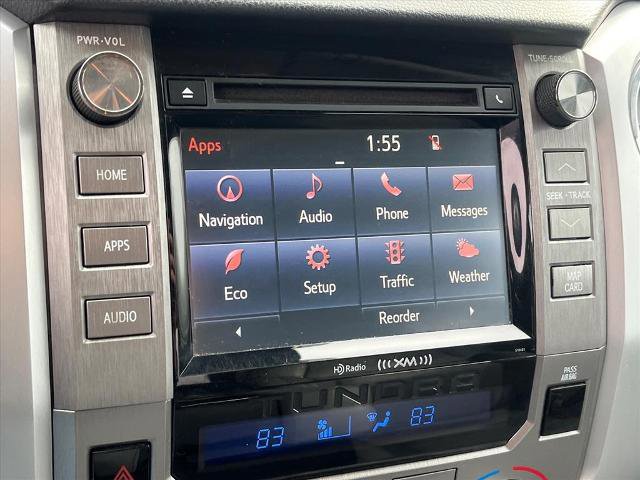 PWR•VOL
TUNE•SCROLL
Apps
1:55
HOME
APPS
AUDIO
Navigation
Audio
Phone
Messages
Eco
Setup
Traffic
Weather
Reorder
SEEK•TRACK
MAP
CARD
HD Radio
(((XM)))
TUNDRA
PASS
AIR BAG
83
83